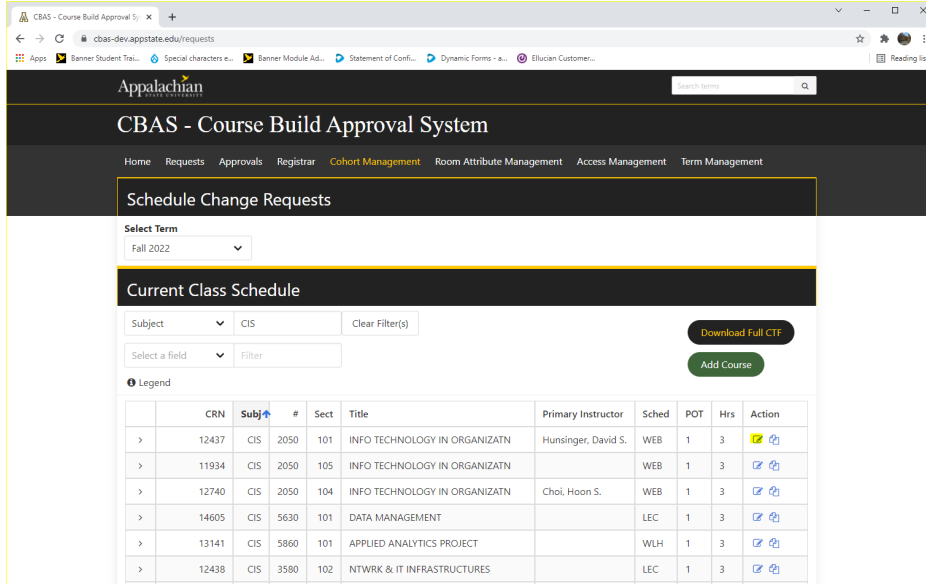 CBAS - Course Build Approval Sy
cbas-dev.appstate.edu/requests
Apps Banner Student Trai... Special characters e... Banner Module Ad... Statement of Confi... Dynamic Forms - a... Ellucian Customer... Reading lis
Appalachian
STATE UNIVERSITY
Search terms
CBAS - Course Build Approval System
Home Requests Approvals Registrar Cohort Management Room Attribute Management Access Management Term Management
Schedule Change Requests
Select Term
Fall 2022
Current Class Schedule
Subject CIS Clear Filter(s)
Download Full CTF
Select a field Filter
Add Course
Legend
CRN Subj # Sect Title Primary Instructor Sched POT Hrs Action
12437 CIS 2050 101 INFO TECHNOLOGY IN ORGANIZATN Hunsinger, David S. WEB 1 3
11934 CIS 2050 105 INFO TECHNOLOGY IN ORGANIZATN WEB 1 3
12740 CIS 2050 104 INFO TECHNOLOGY IN ORGANIZATN Choi, Hoon S. WEB 1 3
14605 CIS 5630 101 DATA MANAGEMENT LEC 1 3
13141 CIS 5860 101 APPLIED ANALYTICS PROJECT WLH 1 3
12438 CIS 3580 102 NTWRK & IT INFRASTRUCTURES LEC 1 3